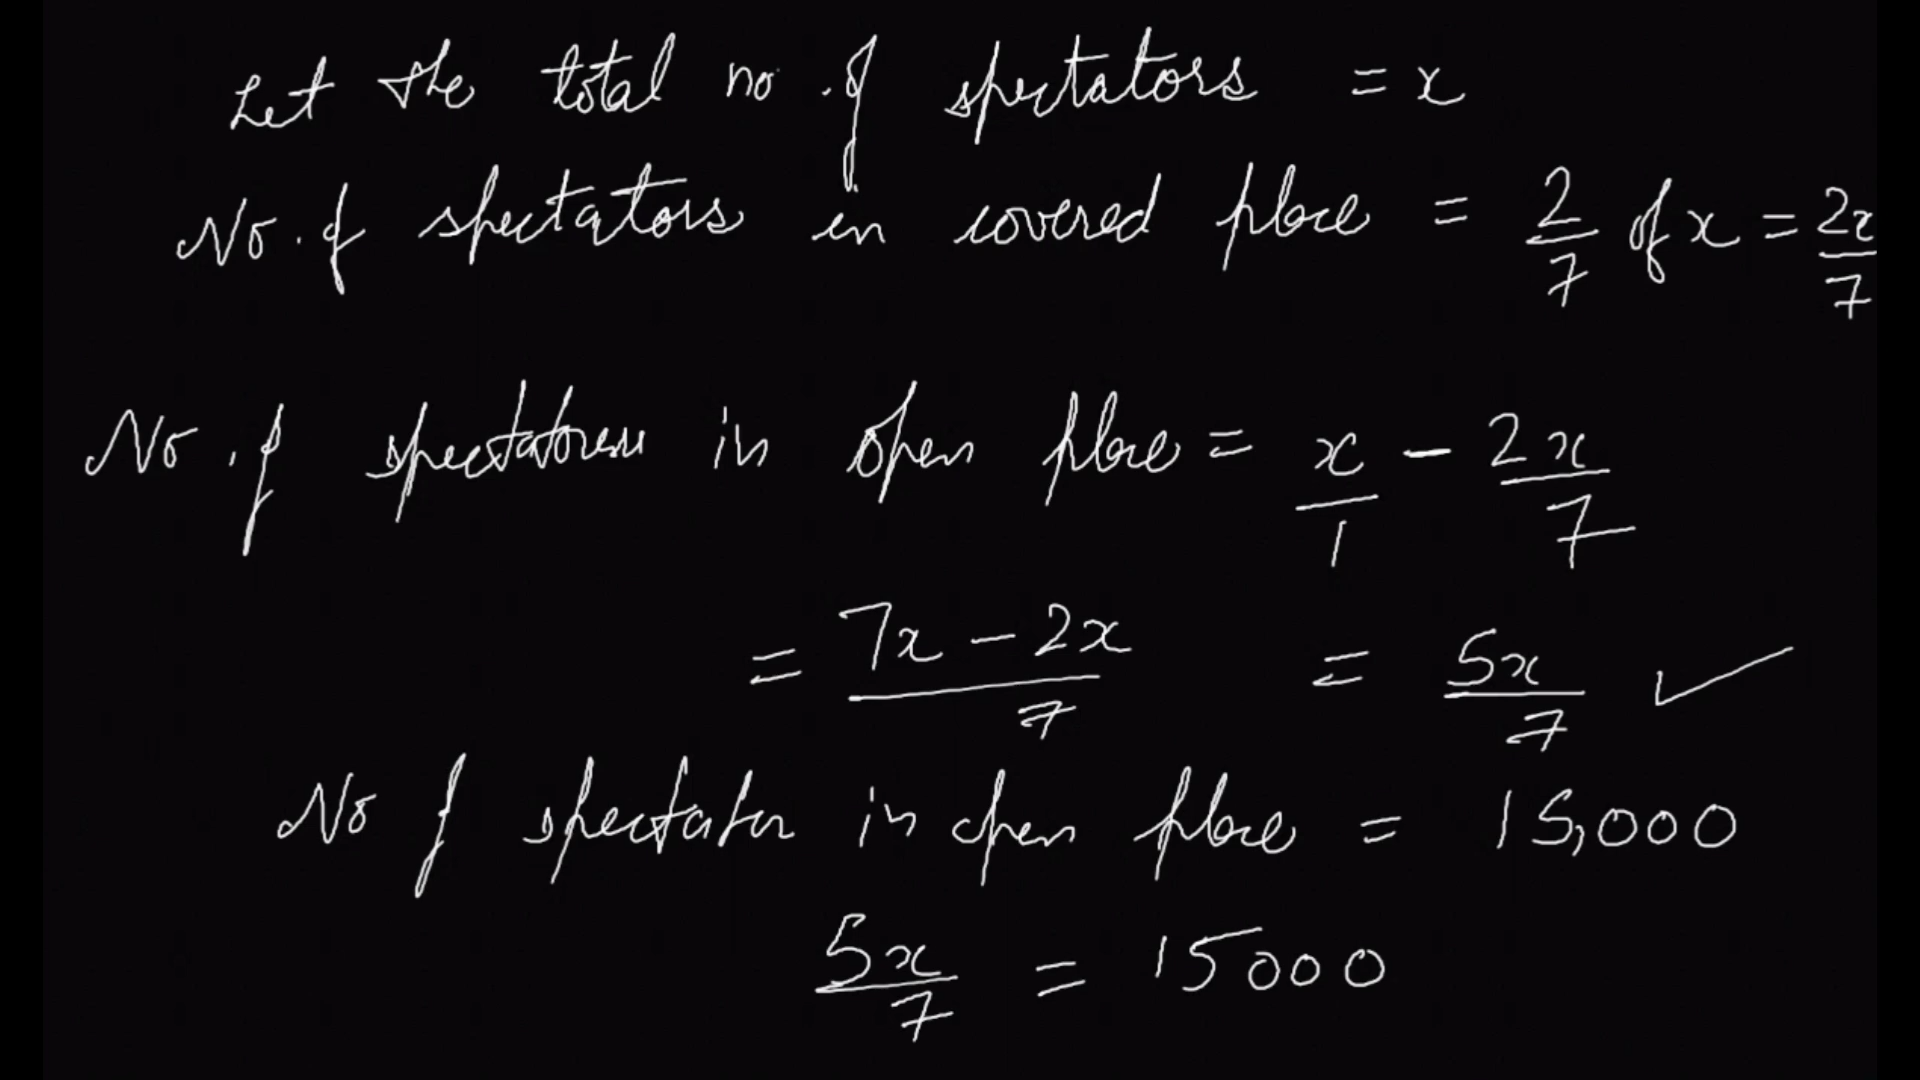 Let the total no. of spectators = x
No. of spectators in covered place = 2/7 of x = 2x/7
No. of spectators in open place = x/1 - 2x/7
= 7x - 2x/7 = 5x/7 ✓
No of spectator in open place = 15,000
5x/7 = 15000